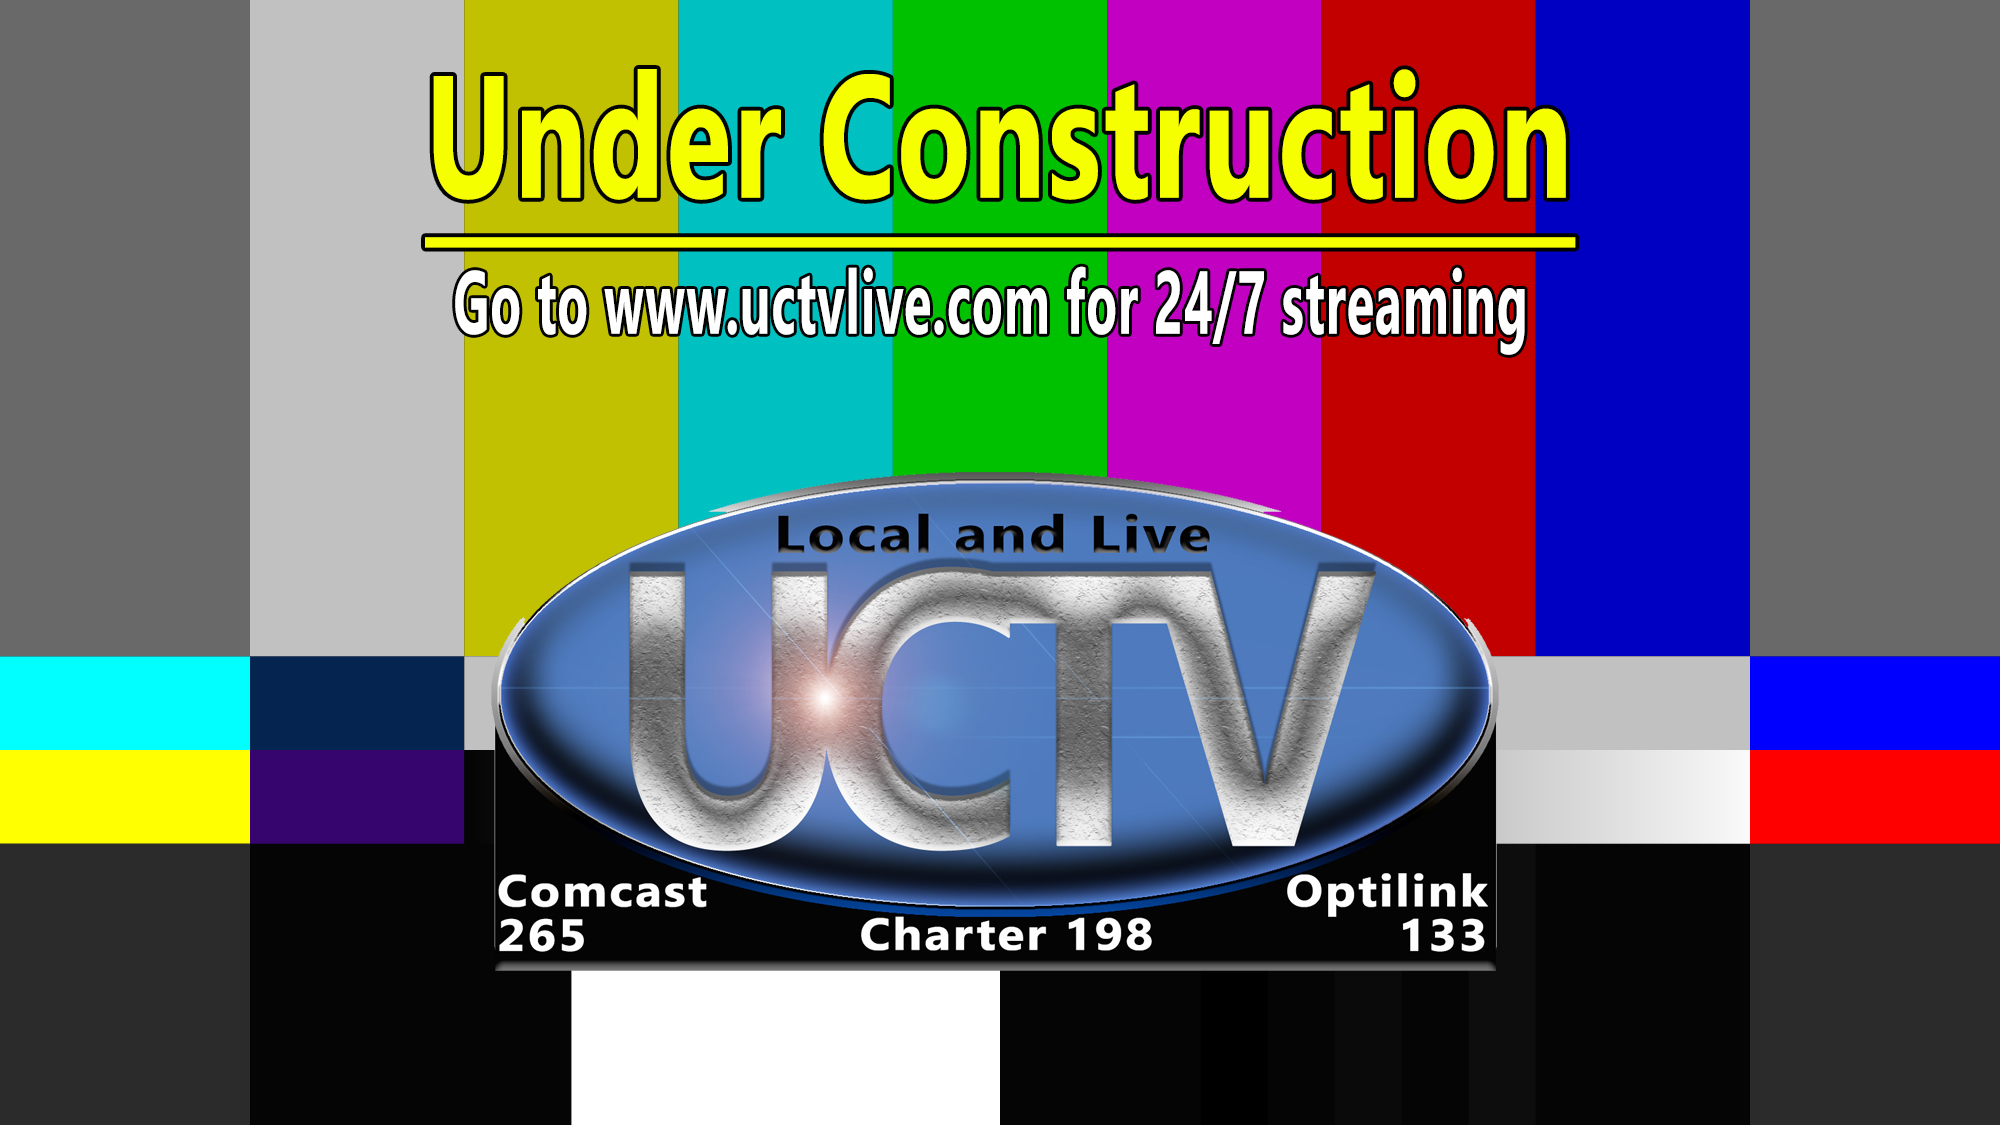 Under Construction
Go to www.uctvlive.com for 24/7 streaming
Local and Live
UCTV
Comcast
265
Charter 198
Optilink
133